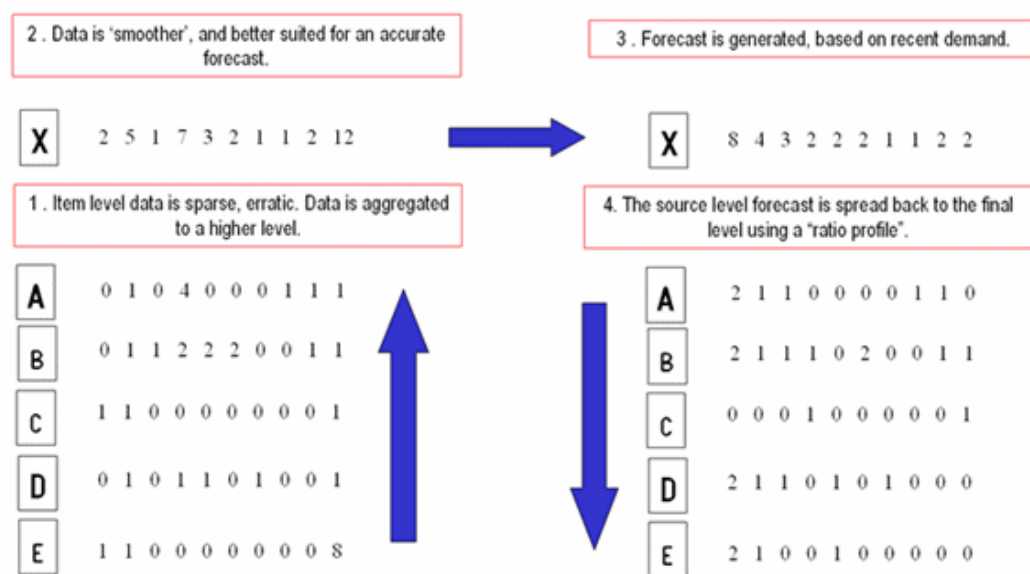 2 . Data is 'smoother', and better suited for an accurate
forecast.
3 . Forecast is generated, based on recent demand.
X 2 5 1 7 3 2 1 1 2 12
X 8 4 3 2 2 2 1 1 2 2
1 . Item level data is sparse, erratic. Data is aggregated
to a higher level.
4. The source level forecast is spread back to the final
level using a “ratio profile”.
A 0 1 0 4 0 0 0 1 1 1
B 0 1 1 2 2 2 0 0 1 1
C 1 1 0 0 0 0 0 0 0 1
D 0 1 0 1 1 0 1 0 0 1
E 1 1 0 0 0 0 0 0 0 8
A 2 1 1 0 0 0 0 1 1 0
B 2 1 1 1 0 2 0 0 1 1
C 0 0 0 1 0 0 0 0 0 1
D 2 1 1 0 1 0 1 0 0 0
E 2 1 0 0 1 0 0 0 0 0